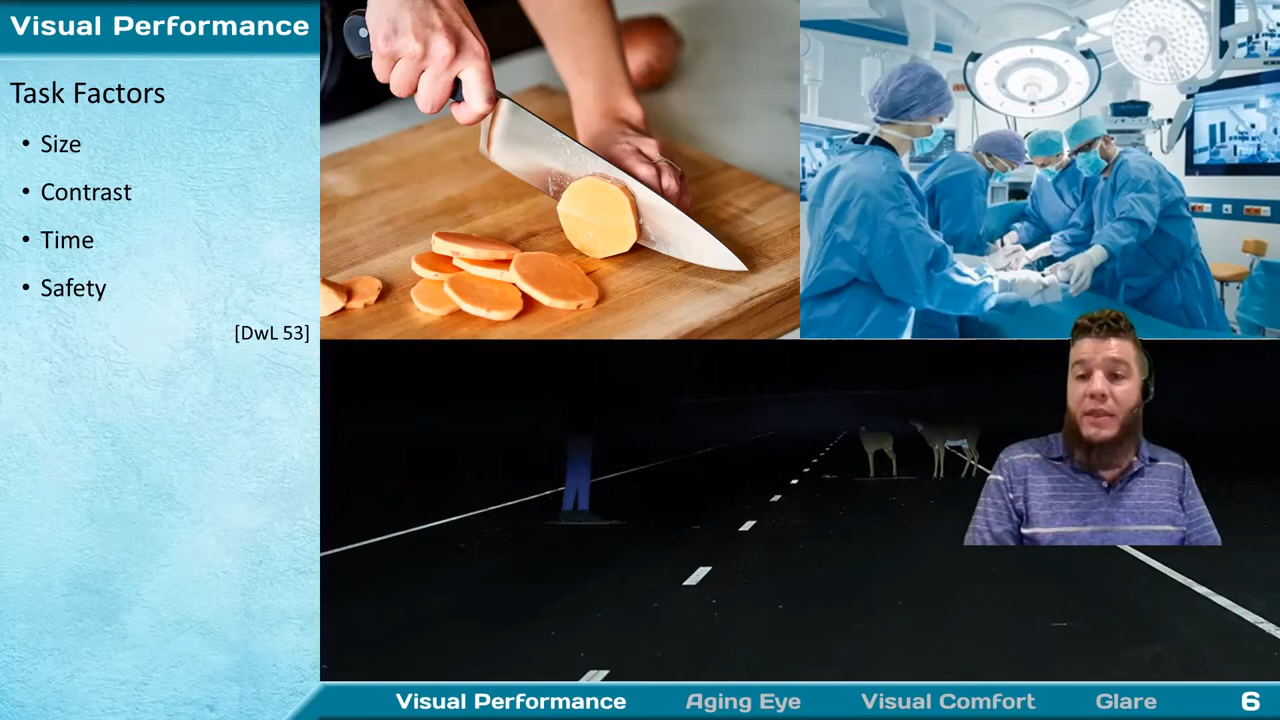 Visual Performance
Task Factors
• Size
• Contrast
• Time
• Safety
[DwL 53]
Visual Performance Aging Eye Visual Comfort Glare 6